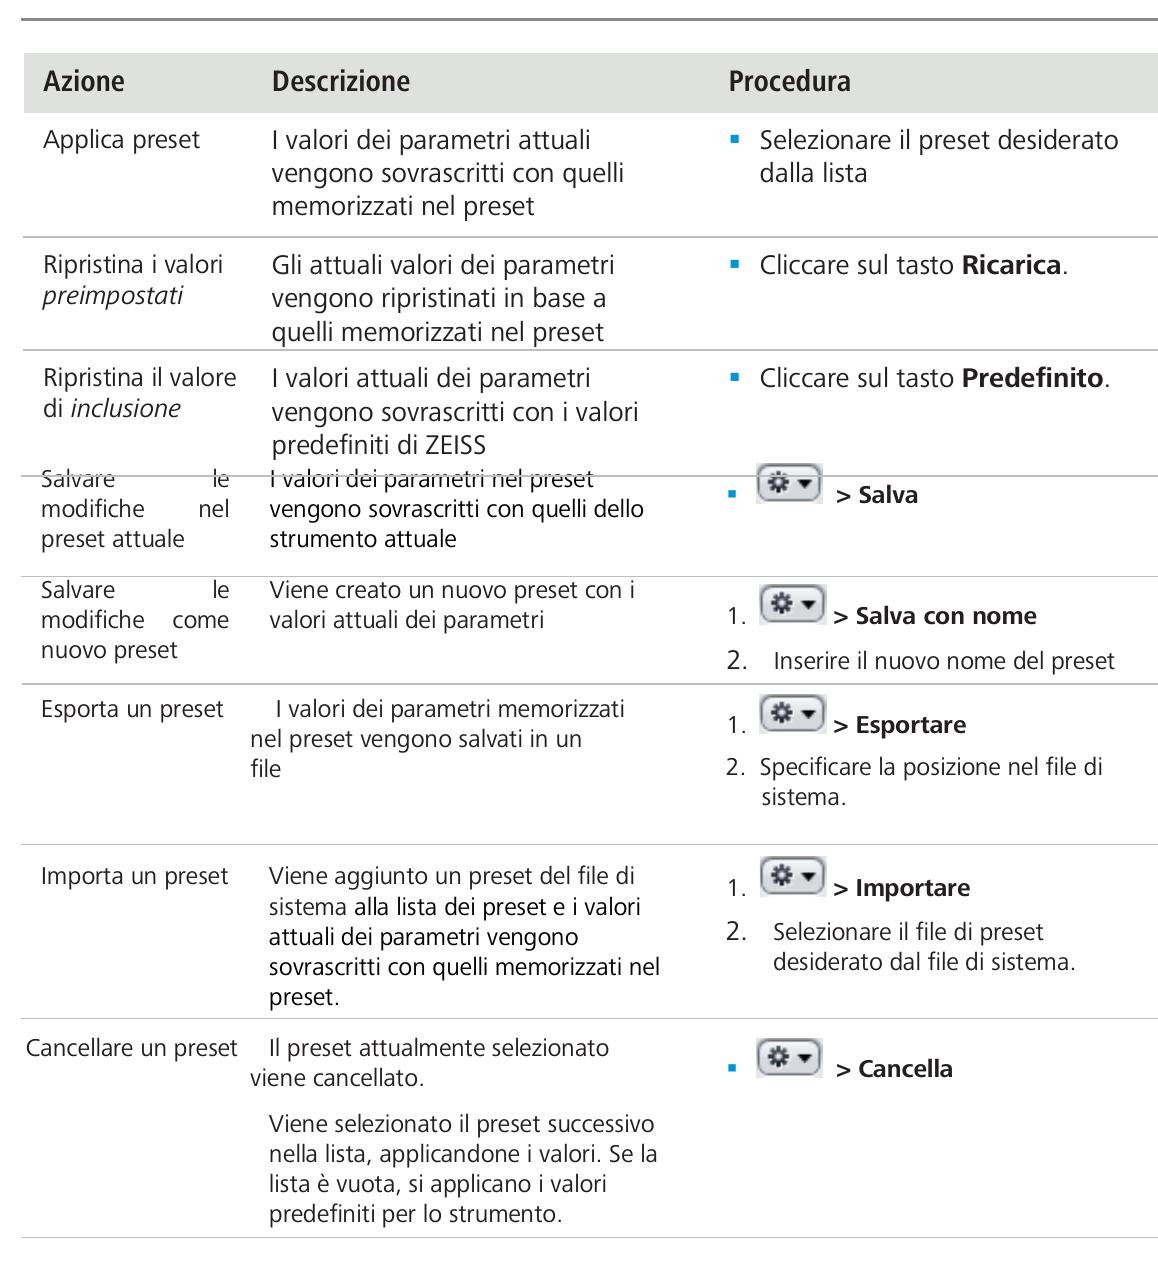 Azione
Descrizione
Procedura
Applica preset
I valori dei parametri attuali
vengono sovrascritti con quelli
memorizzati nel preset
▪ Selezionare il preset desiderato
dalla lista
Ripristina i valori
preimpostati
Gli attuali valori dei parametri
vengono ripristinati in base a
quelli memorizzati nel preset
▪ Cliccare sul tasto Ricarica.
Ripristina il valore
di inclusione
I valori attuali dei parametri
vengono sovrascritti con i valori
predefiniti di ZEISS
▪ Cliccare sul tasto Predefinito.
Salvare le
modifiche nel
preset attuale
I valori dei parametri nel preset
vengono sovrascritti con quelli dello
strumento attuale
▪ > Salva
Salvare le
modifiche come
nuovo preset
Viene creato un nuovo preset con i
valori attuali dei parametri
1. > Salva con nome
2. Inserire il nuovo nome del preset
Esporta un preset
I valori dei parametri memorizzati
nel preset vengono salvati in un
file
1. > Esportare
2. Specificare la posizione nel file di
sistema.
Importa un preset
Viene aggiunto un preset del file di
sistema alla lista dei preset e i valori
attuali dei parametri vengono
sovrascritti con quelli memorizzati nel
preset.
1. > Importare
2. Selezionare il file di preset
desiderato dal file di sistema.
Cancellare un preset
Il preset attualmente selezionato
viene cancellato.
Viene selezionato il preset successivo
nella lista, applicandone i valori. Se la
lista è vuota, si applicano i valori
predefiniti per lo strumento.
▪ > Cancella